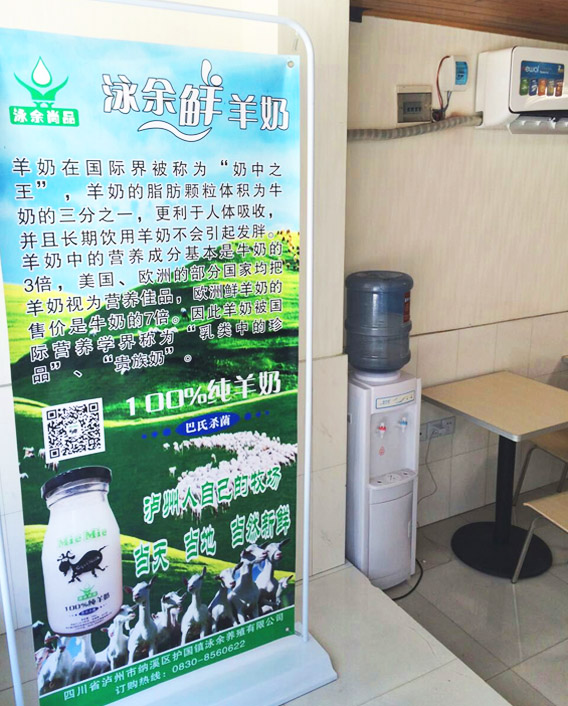 泳余尚品
泳余鲜羊奶
羊奶在国际界被称为“奶中之
王”，羊奶的脂肪颗粒体积为牛
奶的三分之一，更利于人体吸收，
并且长期饮用羊奶不会引起发胖。
羊奶中的营养成分基本是牛奶的
3倍，美国、欧洲的部分国家均把
羊奶视为营养佳品，欧洲鲜羊奶的
售价是牛奶的7倍。因此羊奶被国
际营养学界称为“乳类中的珍
品”、“贵族奶”。
100%纯羊奶
巴氏杀菌
泸州人自己的牧场
当天 当地 当然新鲜
Mie Mie
100%纯羊奶
四川省泸州市纳溪区护国镇泳余养殖有限公司
订购热线：0830-8560622